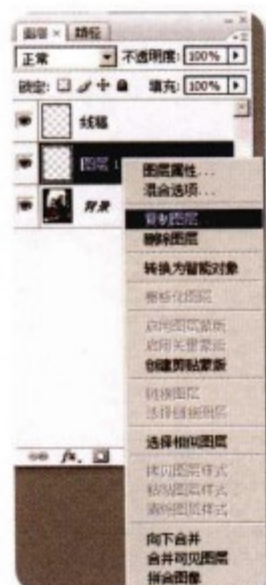 图层 × 路径
正常 不透明度: 100%
锁定: 填充: 100%
线稿
图层 1
背景
图层属性...
混合选项...
复制图层...
删除图层
转换为智能对象
栅格化图层
启用图层蒙版
启用矢量蒙版
创建剪贴蒙版
链接图层
选择链接图层
选择相似图层
拷贝图层样式
粘贴图层样式
清除图层样式
向下合并
合并可见图层
拼合图像